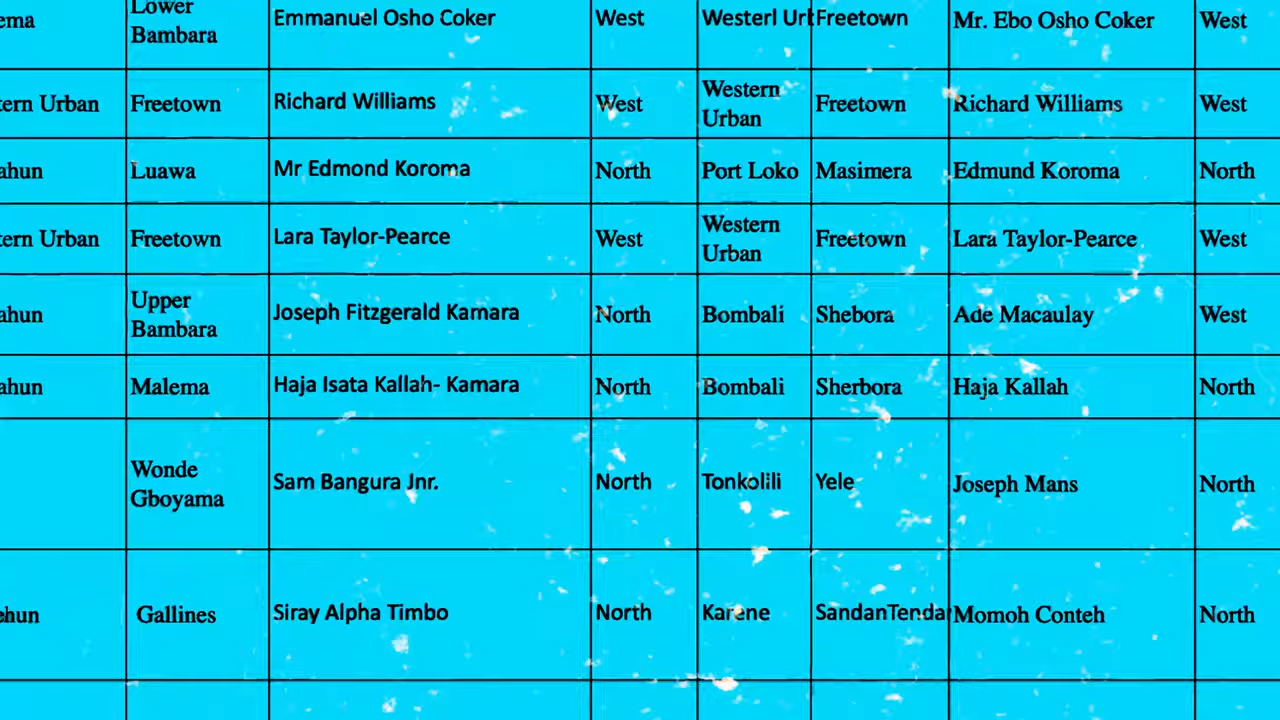 ema
Lower
Bambara
Emmanuel Osho Coker
West
Westerl Url
Freetown
Mr. Ebo Osho Coker
West
tern Urban
Freetown
Richard Williams
West
Western
Urban
Freetown
Richard Williams
West
ahun
Luawa
Mr Edmond Koroma
North
Port Loko
Masimera
Edmund Koroma
North
tern Urban
Freetown
Lara Taylor-Pearce
West
Western
Urban
Freetown
Lara Taylor-Pearce
West
ahun
Upper
Bambara
Joseph Fitzgerald Kamara
North
Bombali
Shebora
Ade Macaulay
West
ahun
Malema
Haja Isata Kallah- Kamara
North
Bombali
Sherbora
Haja Kallah
North
Wonde
Gboyama
Sam Bangura Jnr.
North
Tonkolili
Yele
Joseph Mans
North
ehun
Gallines
Siray Alpha Timbo
North
Karene
SandanTendar
Momoh Conteh
North